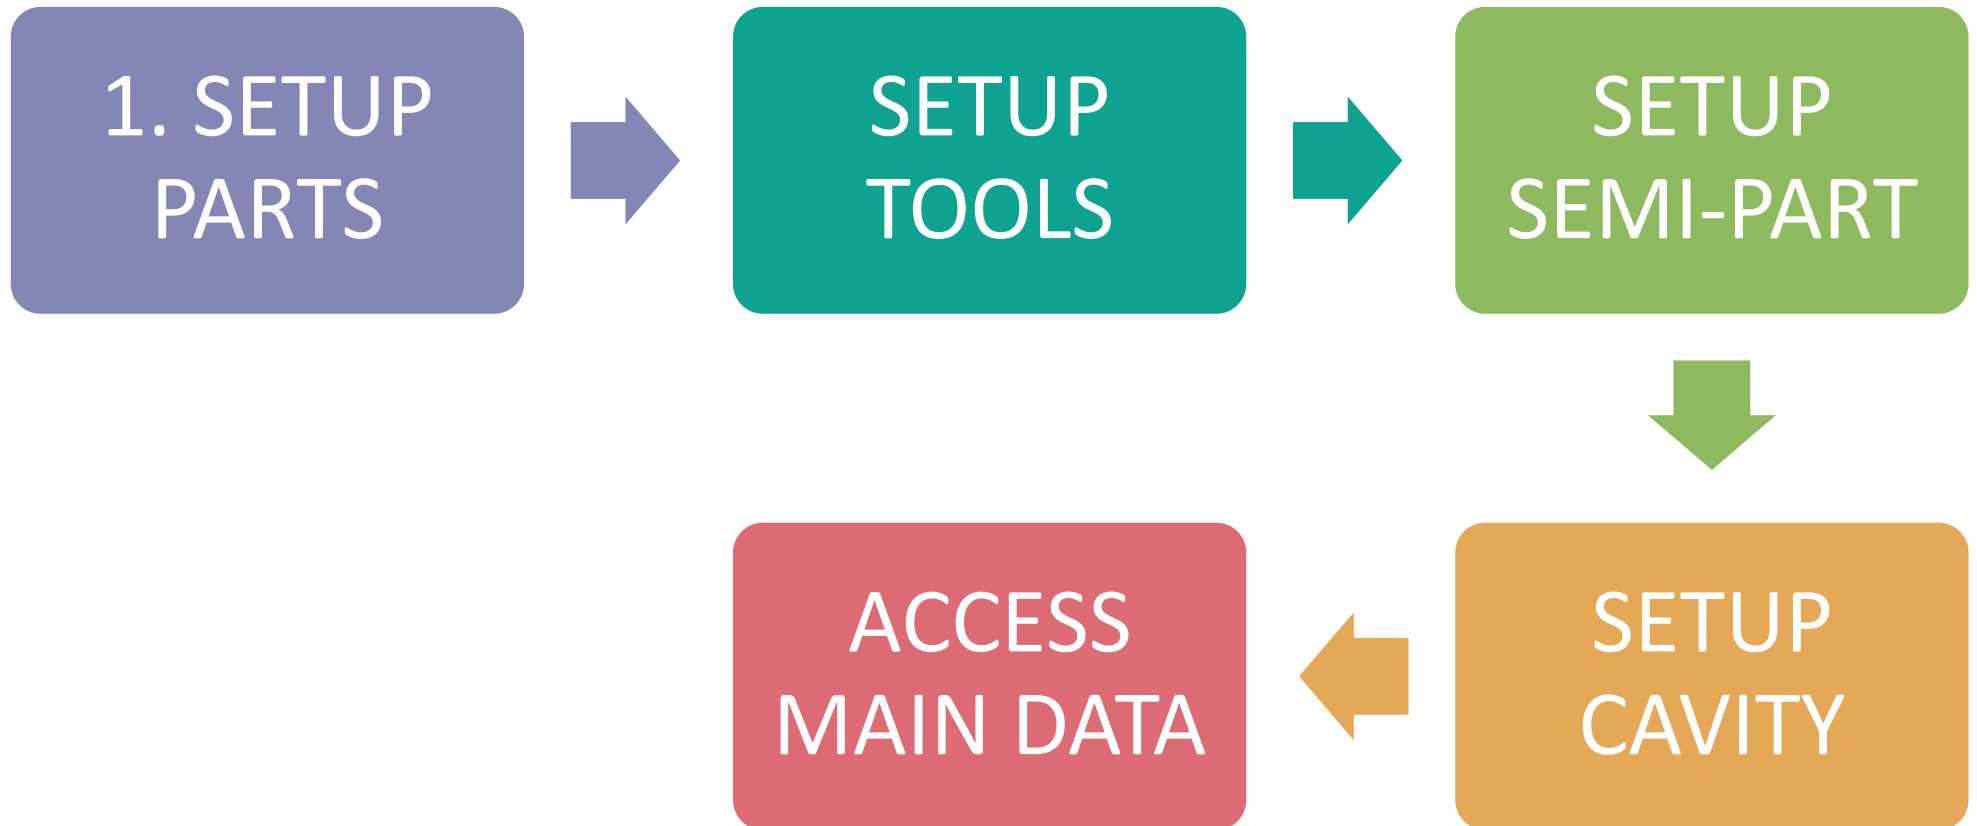 1. SETUP
PARTS
SETUP
TOOLS
SETUP
SEMI-PART
SETUP
CAVITY
ACCESS
MAIN DATA